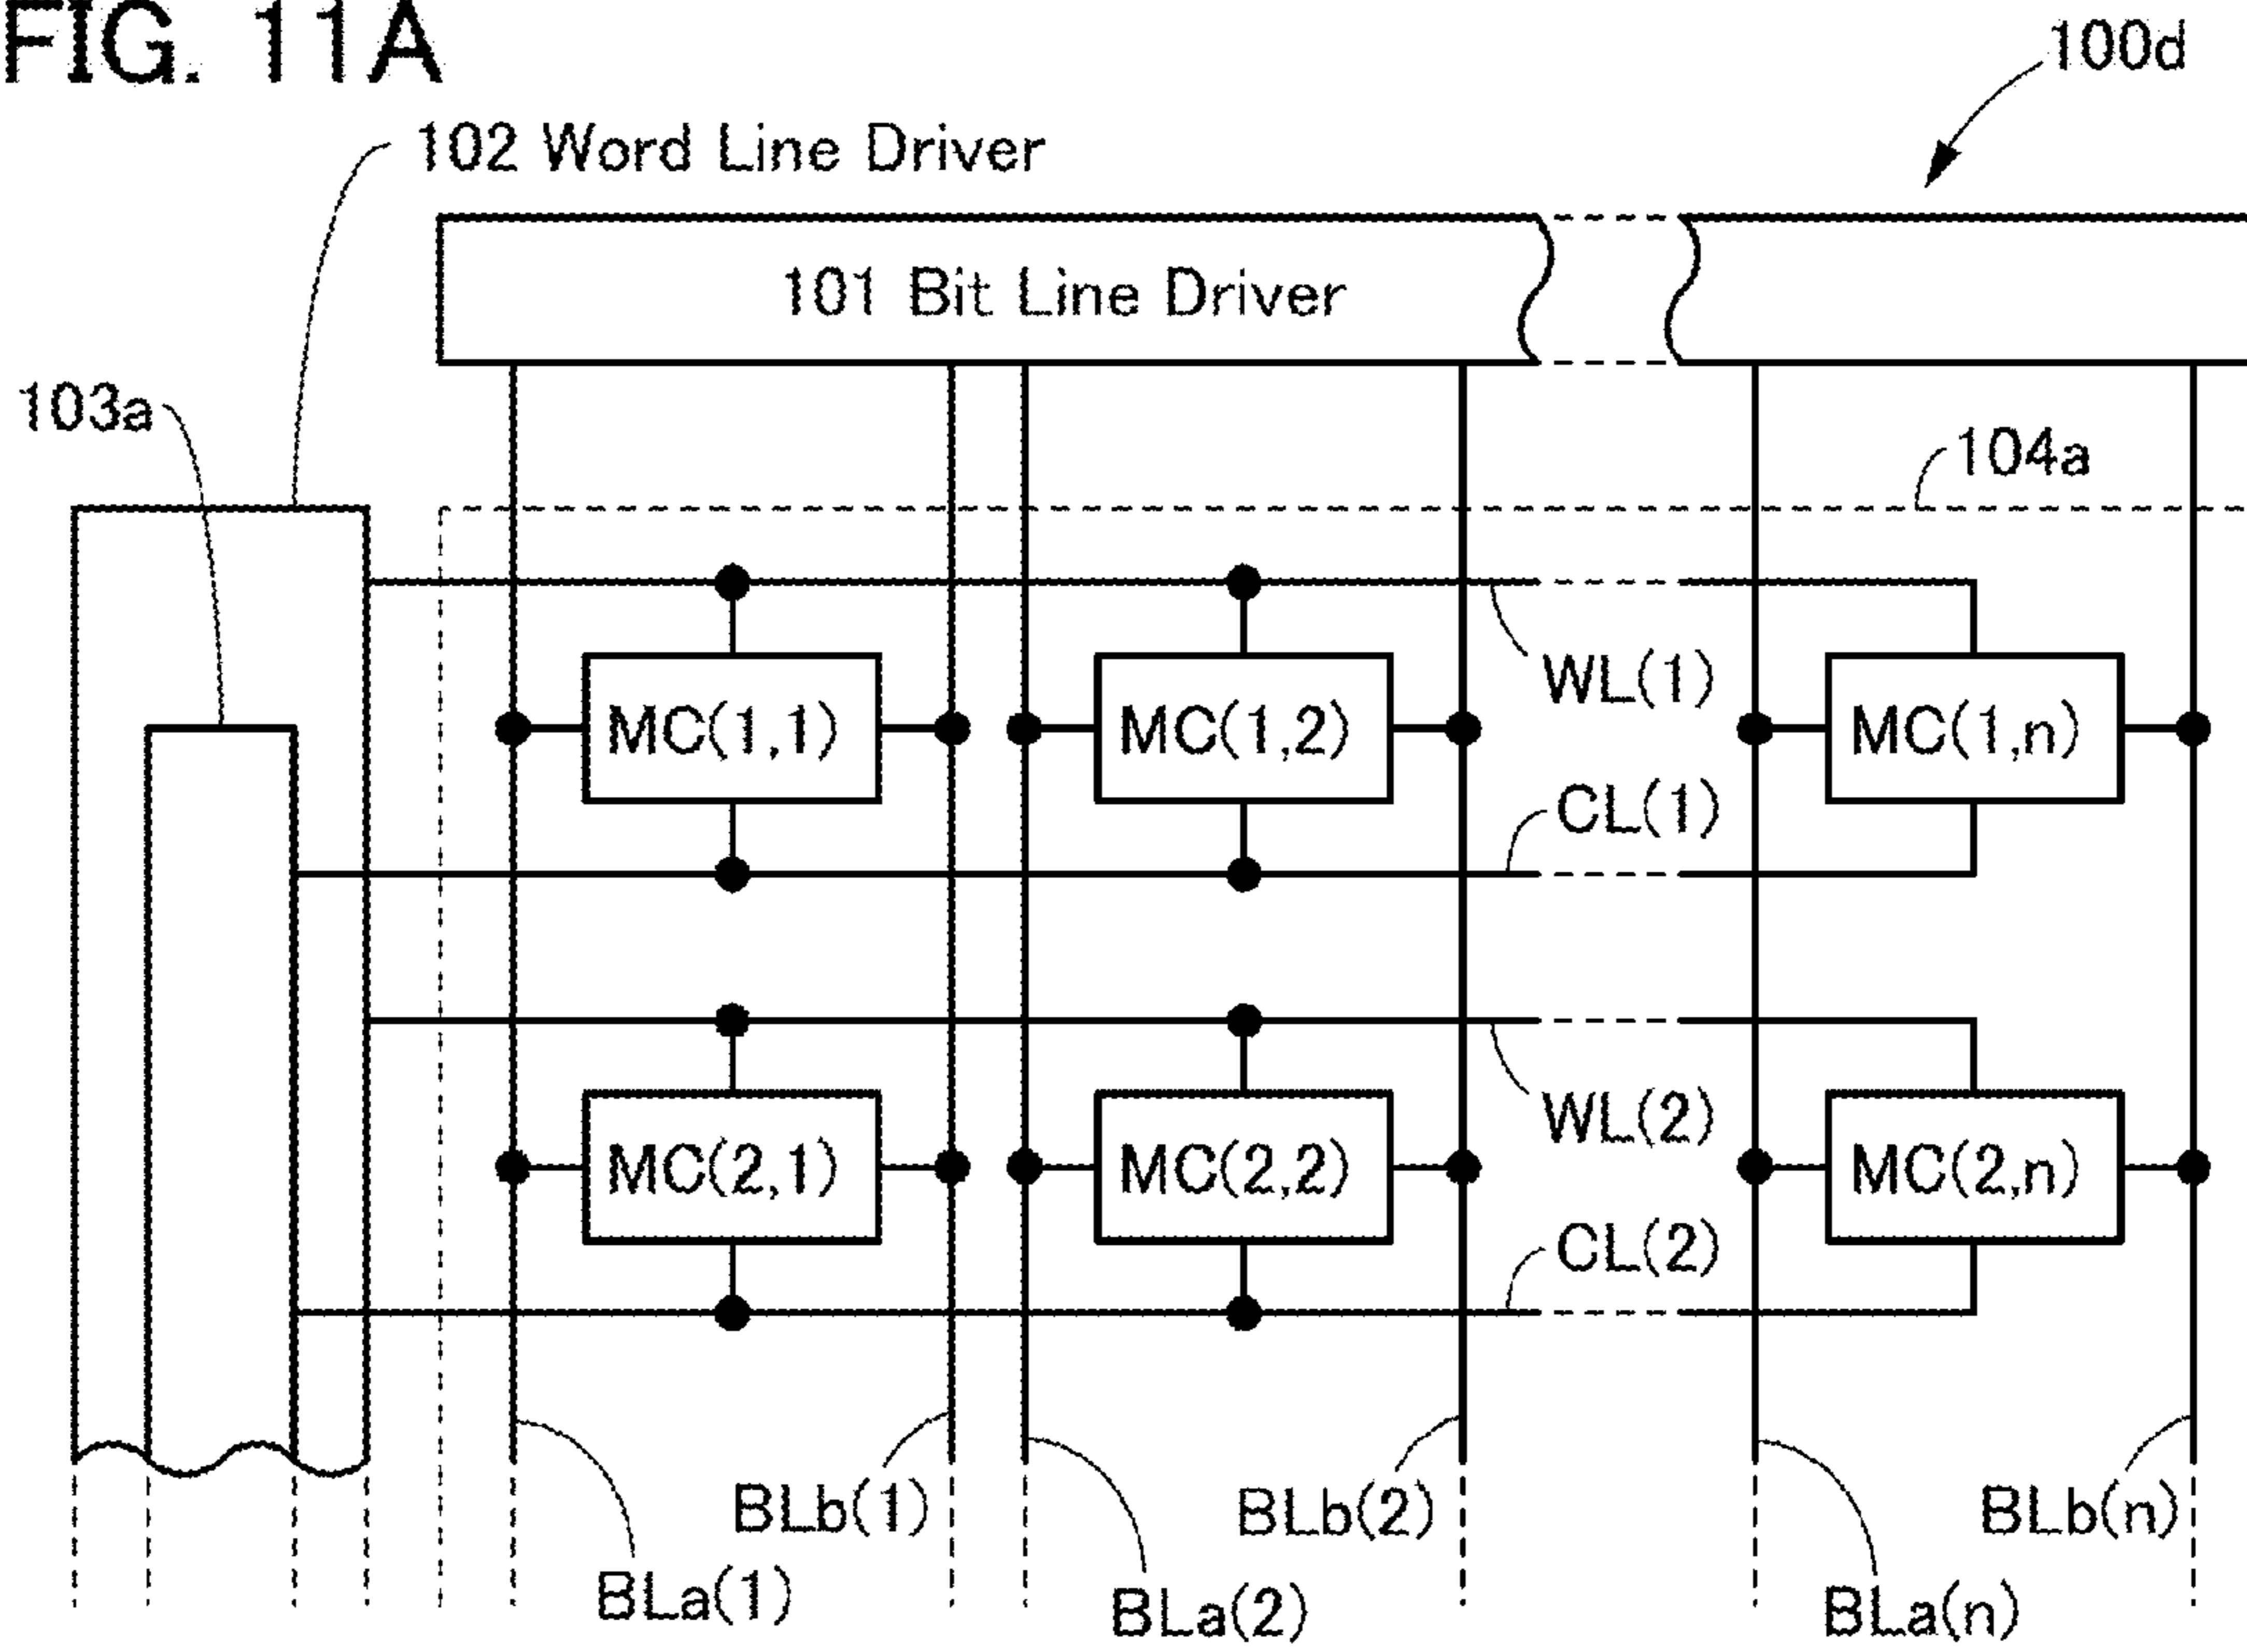 FIG. 11A
100d
102 Word Line Driver
101 Bit Line Driver
103a
104a
WL(1)
MC(1,1)
MC(1,2)
MC(1,n)
CL(1)
WL(2)
MC(2,1)
MC(2,2)
MC(2,n)
CL(2)
BLb(1)
BLb(2)
BLb(n)
BLa(1)
BLa(2)
BLa(n)